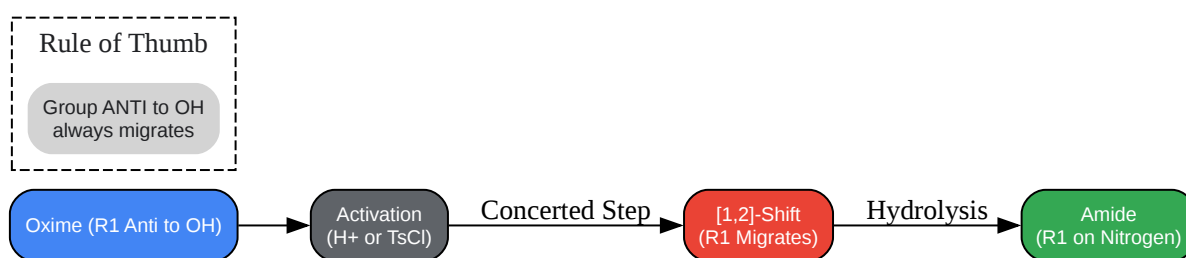 Rule of Thumb
Group ANTI to OH
always migrates
Oxime (R1 Anti to OH)
Activation
(H+ or TsCl)
Concerted Step
[1,2]-Shift
(R1 Migrates)
Hydrolysis
Amide
(R1 on Nitrogen)